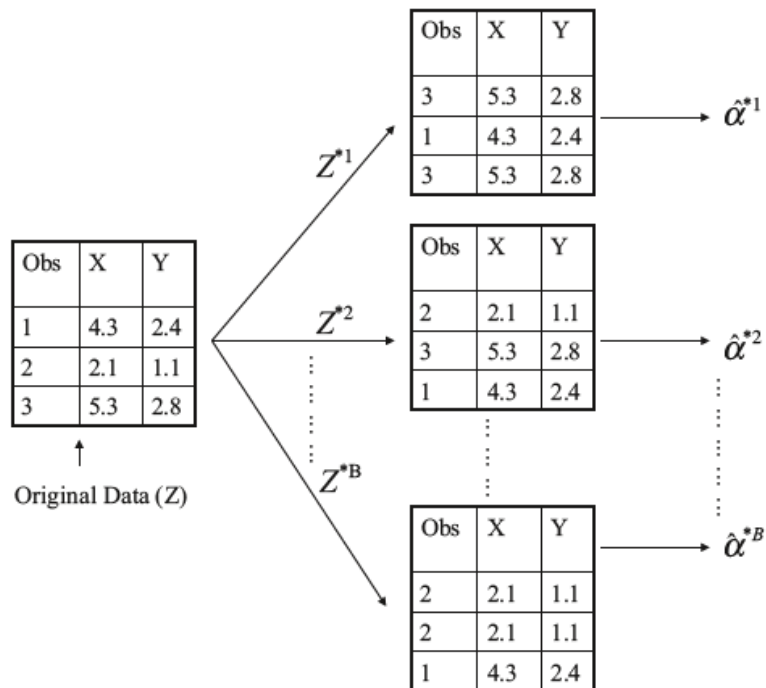 Obs X Y
3 5.3 2.8
1 4.3 2.4
3 5.3 2.8
α̂*1
Z*1
Obs X Y
1 4.3 2.4
2 2.1 1.1
3 5.3 2.8
Original Data (Z)
Z*2
Obs X Y
2 2.1 1.1
3 5.3 2.8
1 4.3 2.4
α̂*2
Z*B
Obs X Y
2 2.1 1.1
2 2.1 1.1
1 4.3 2.4
α̂*B